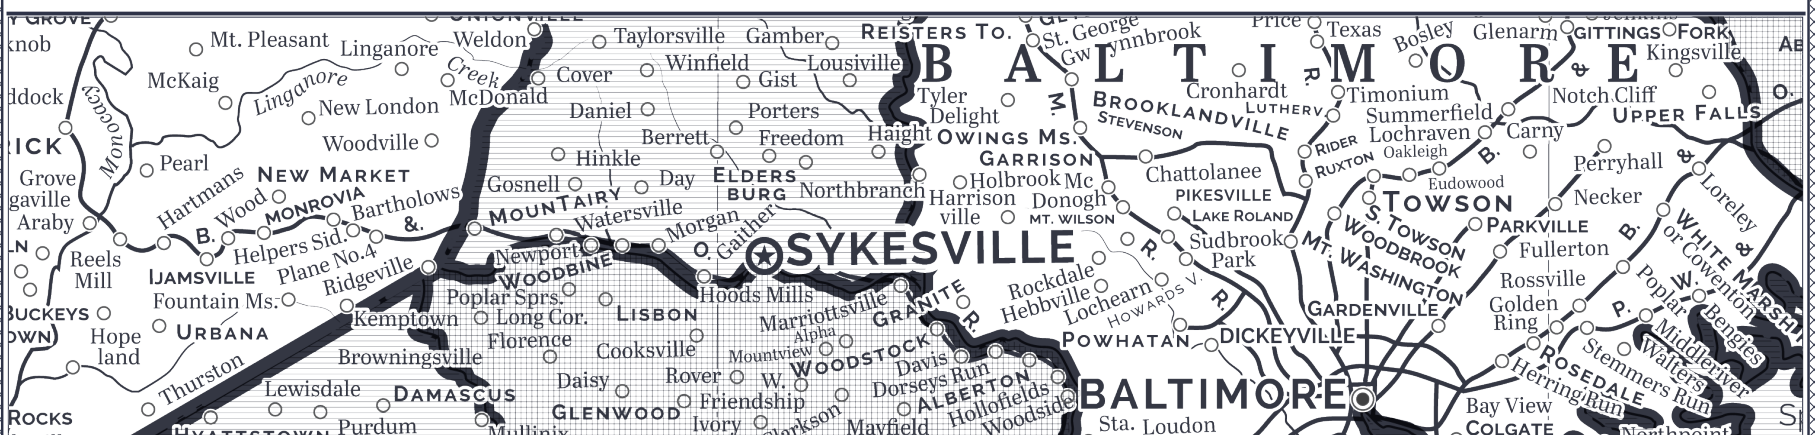 Y GROVE
knob
Mt. Pleasant
Linganore
Weldon
UNIONVILLE
Taylorsville
Gamber
REISTERS TO.
GL
St. George
Gwynnbrook
Price
Texas
Bosley
Glenarm
Jenkins
GITTINGS
FORK
Kingsville
AB
McKaig
Linganore
Creek
Cover
Winfield
Gist
Lousiville
BALTIMORE
Cronhardt
R.
&
ddock
Monocacy
New London
McDonald
Daniel
Porters
Tyler
Delight
M.
BROOKLANDVILLE
STEVENSON
LUTHERV.
Timonium
Summerfield
Notch Cliff
O.
UPPER FALLS
RICK
Woodville
Berrett
Freedom
Haight
OWINGS MS.
Lochraven
Carny
Pearl
Hinkle
GARRISON
RIDER
Oakleigh
B.
Perryhall
&
Grove
NEW MARKET
Gosnell
Day
ELDERS
BURG
Northbranch
Holbrook
Mc
Donogh
Chattolanee
RUXTON
Eudowood
gaville
Hartmans
Wood
MONROVIA
Bartholows
MOUNTAIRY
Watersville
Harrison
ville
MT. WILSON
PIKESVILLE
TOWSON
Necker
Loreley
Araby
B.
&
Morgan
O.
Gaither
LAKE ROLAND
S. TOWSON
PARKVILLE
B.
WHITE MARSH
&
N
Reels
Mill
Helpers Sid.
Plane No.4
Newport
WOODBINE
SYKESVILLE
R.
Sudbrook
Park
MT. WASHINGTON
WOODBROOK
Fullerton
or Cowenton
IJAMSVILLE
Ridgeville
Rockdale
Hebbville
Lochearn
Rossville
Poplar
W.
Fountain Ms.
Poplar Sprs.
Hoods Mills
HOWARDS V.
R.
Golden
Ring
P.
Bengies
BUCKEYS
OWN
Hope
land
URBANA
Kemptown
Long Cor.
LISBON
Marriottsville
GRANITE
R.
GARDENVILLE
Middleriver
Florence
Alpha
POWHATAN
DICKEYVILLE
Stemmers Run
Walters
Thurston
Browningsville
Cooksville
Mountview
WOODSTOCK
Davis
ROSEDALE
Lewisdale
DAMASCUS
Daisy
Rover
W.
Friendship
Dorseys Run
ALBERTON
BALTIMORE
Herring Run
ROCKS
GLENWOOD
Hollofields
Bay View
HYATTSTOWN
Purdum
Mullinix
Ivory
Clarkson
Mayfield
Woodside
Sta.
Loudon
COLGATE
Northpoint
S